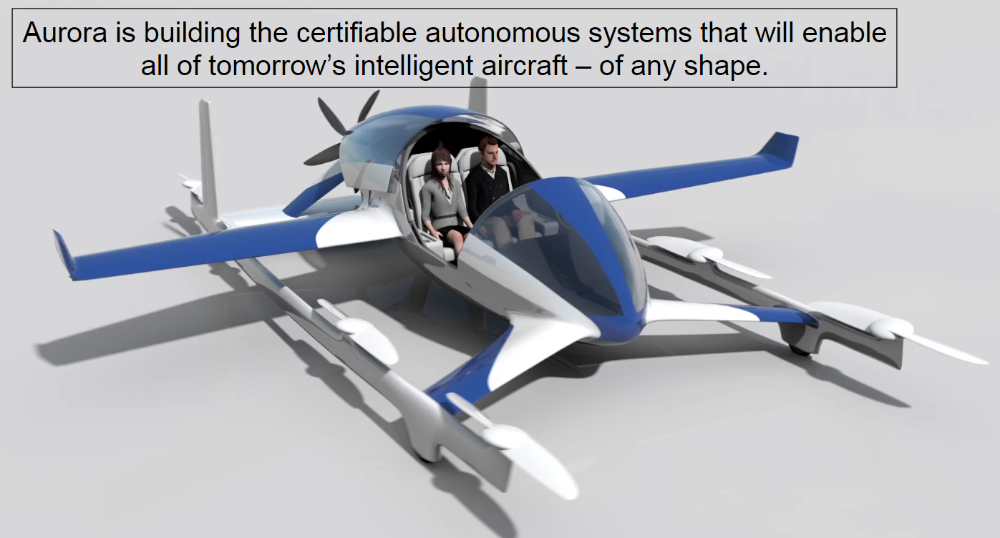 Aurora is building the certifiable autonomous systems that will enable
all of tomorrow’s intelligent aircraft – of any shape.